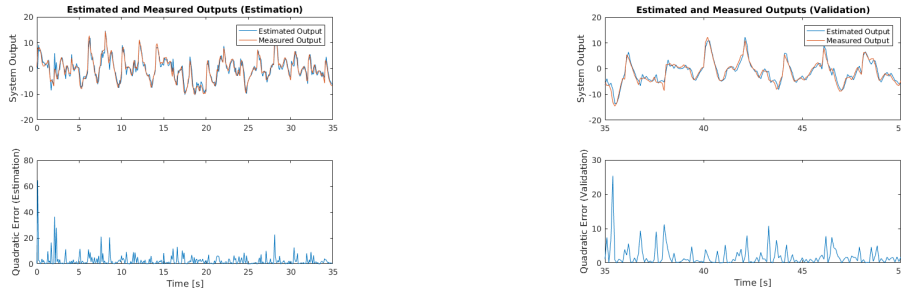 Estimated and Measured Outputs (Estimation)
System Output
20
10
0
-10
-20
Estimated Output
Measured Output
0 5 10 15 20 25 30 35
Quadratic Error (Estimation)
80
60
40
20
0
0 5 10 15 20 25 30 35
Time [s]
Estimated and Measured Outputs (Validation)
System Output
20
10
0
-10
-20
Estimated Output
Measured Output
35 40 45 50
Quadratic Error (Validation)
30
20
10
0
35 40 45 50
Time [s]